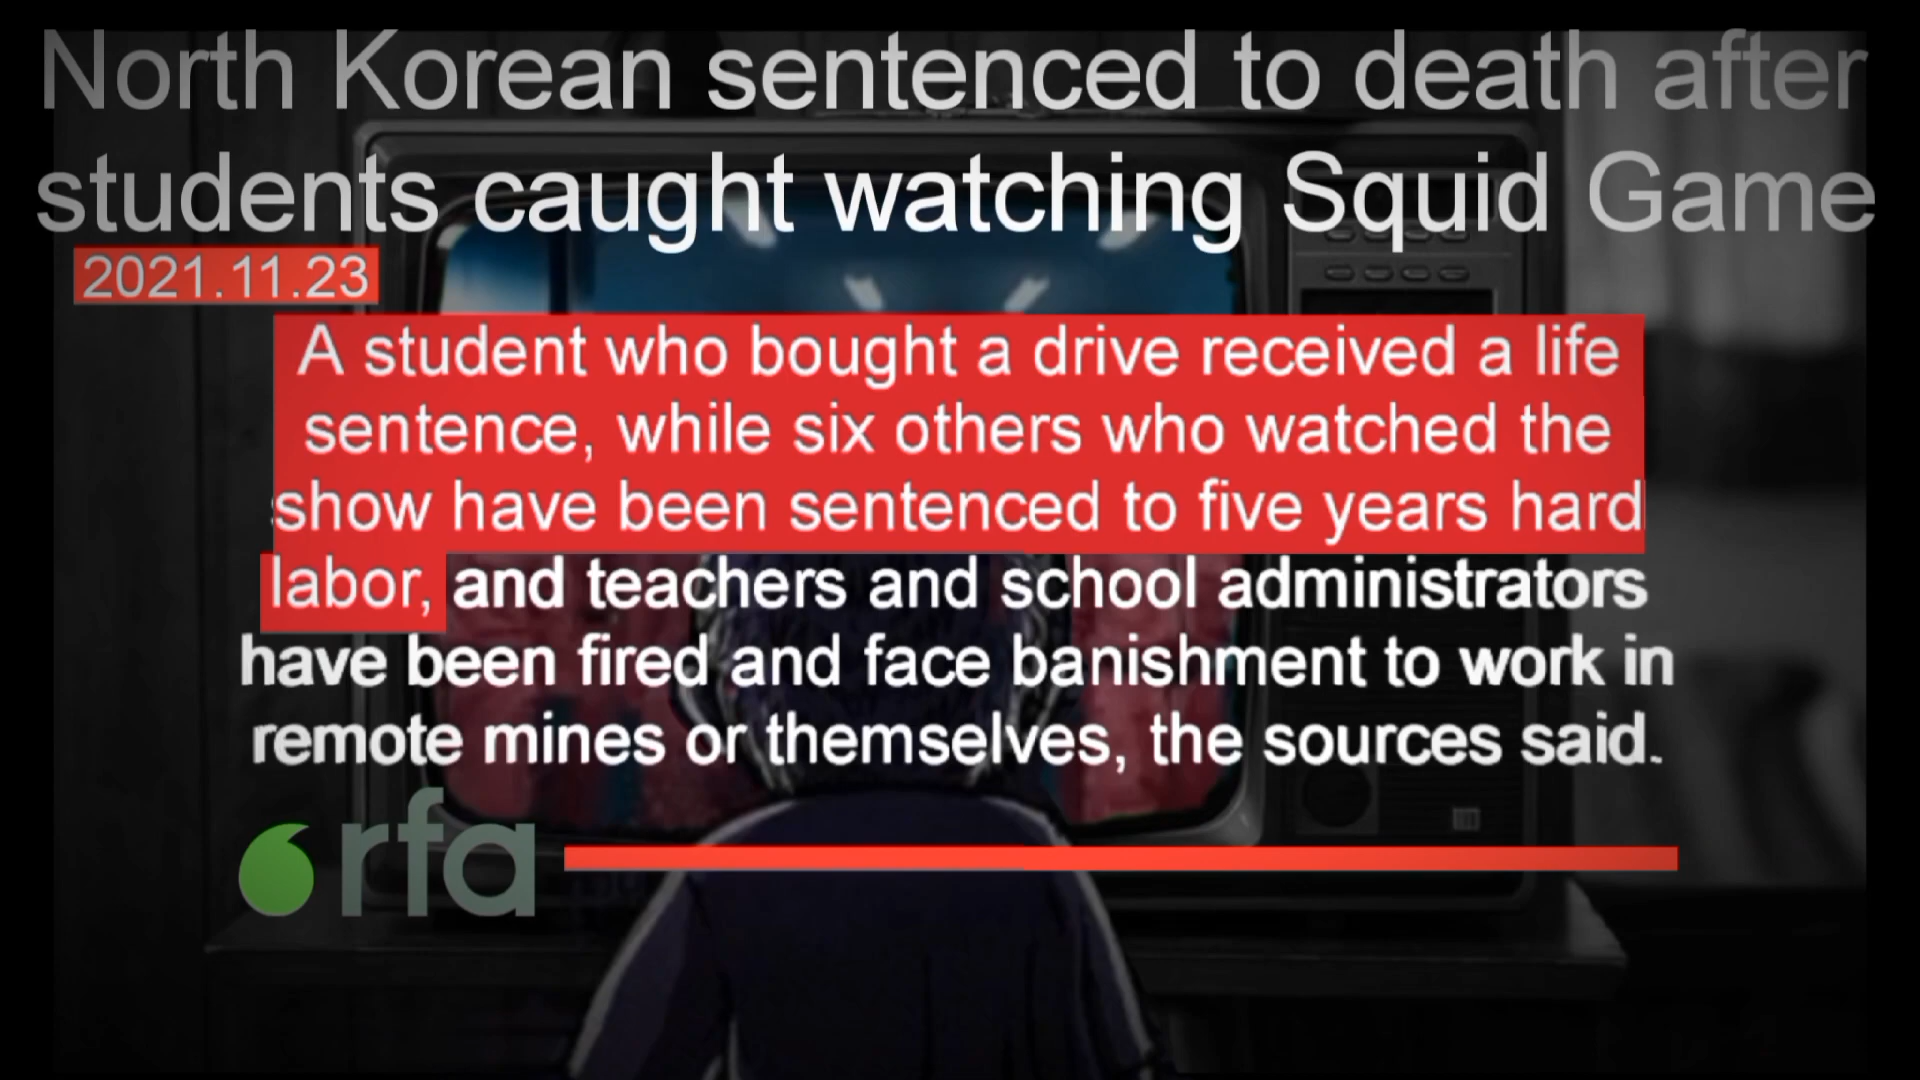 North Korean sentenced to death after
students caught watching Squid Game
2021.11.23
A student who bought a drive received a life
sentence, while six others who watched the
show have been sentenced to five years hard
labor, and teachers and school administrators
have been fired and face banishment to work in
remote mines or themselves, the sources said.
rfa